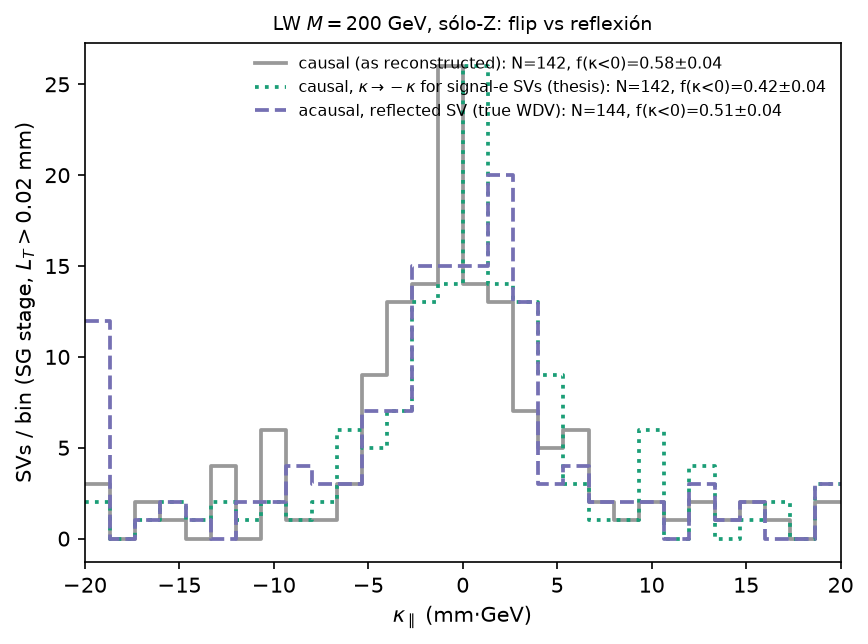 LW M = 200 GeV, sólo-Z: flip vs reflexión
causal (as reconstructed): N=142, f(κ<0)=0.58±0.04
causal, κ → −κ for signal-e SVs (thesis): N=142, f(κ<0)=0.42±0.04
acausal, reflected SV (true WDV): N=144, f(κ<0)=0.51±0.04
SVs / bin (SG stage, L_T > 0.02 mm)
25
20
15
10
5
0
−20 −15 −10 −5 0 5 10 15 20
κ_∥ (mm·GeV)